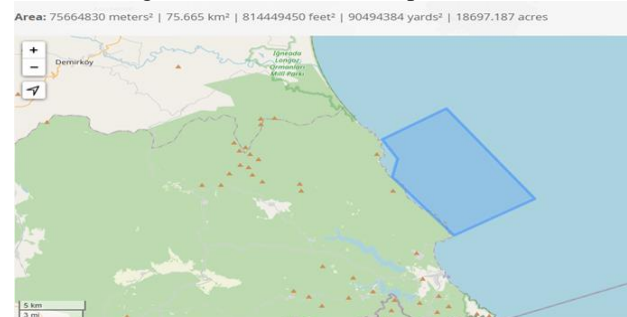 Area: 75664830 meters² | 75.665 km² | 814449450 feet² | 90494384 yards² | 18697.187 acres
+
−
Demirköy
İğneada
Longoz
Ormanları
Milli Parkı
5 km
3 mi